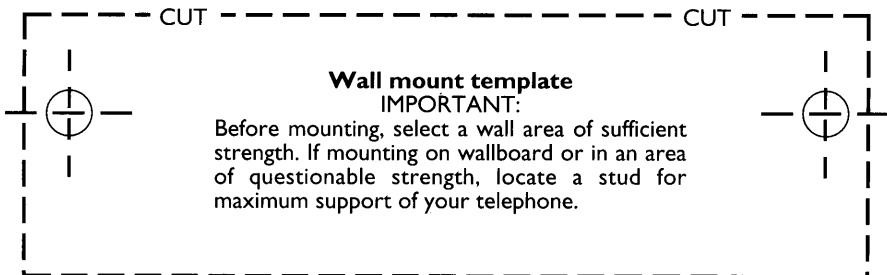 CUT CUT
Wall mount template
IMPORTANT:
Before mounting, select a wall area of sufficient
strength. If mounting on wallboard or in an area
of questionable strength, locate a stud for
maximum support of your telephone.